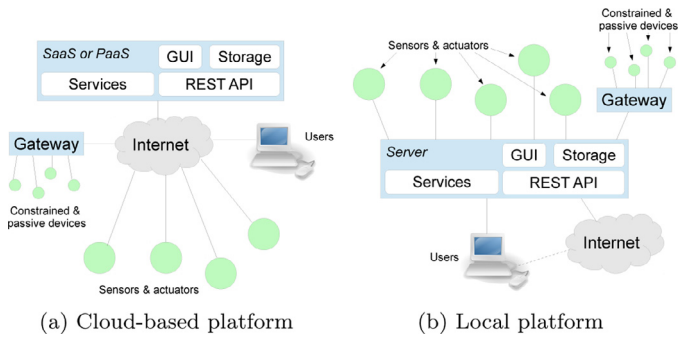 SaaS or PaaS
GUI
Storage
Services
REST API
Gateway
Internet
Users
Constrained &
passive devices
Sensors & actuators
(a) Cloud-based platform
Constrained &
passive devices
Sensors & actuators
Gateway
Server
GUI
Storage
Services
REST API
Users
Internet
(b) Local platform